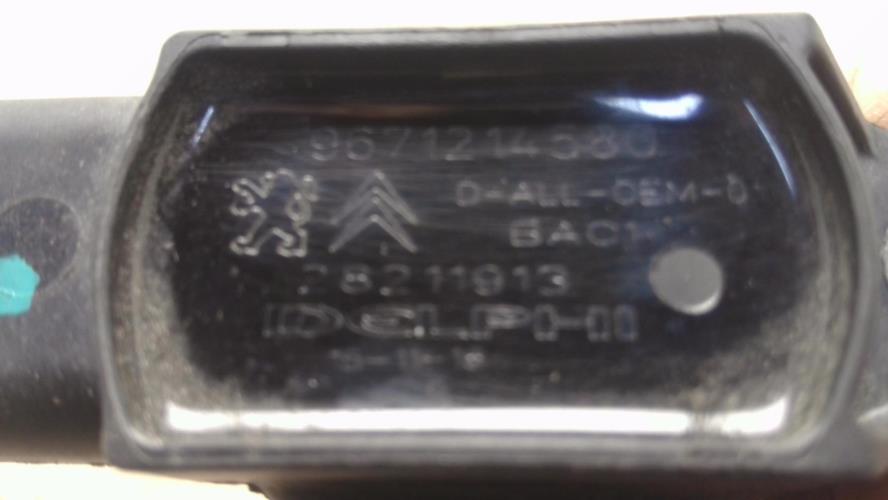 9671214580
D-ALL-OEM-0
BAC1
28211913
DELPHI